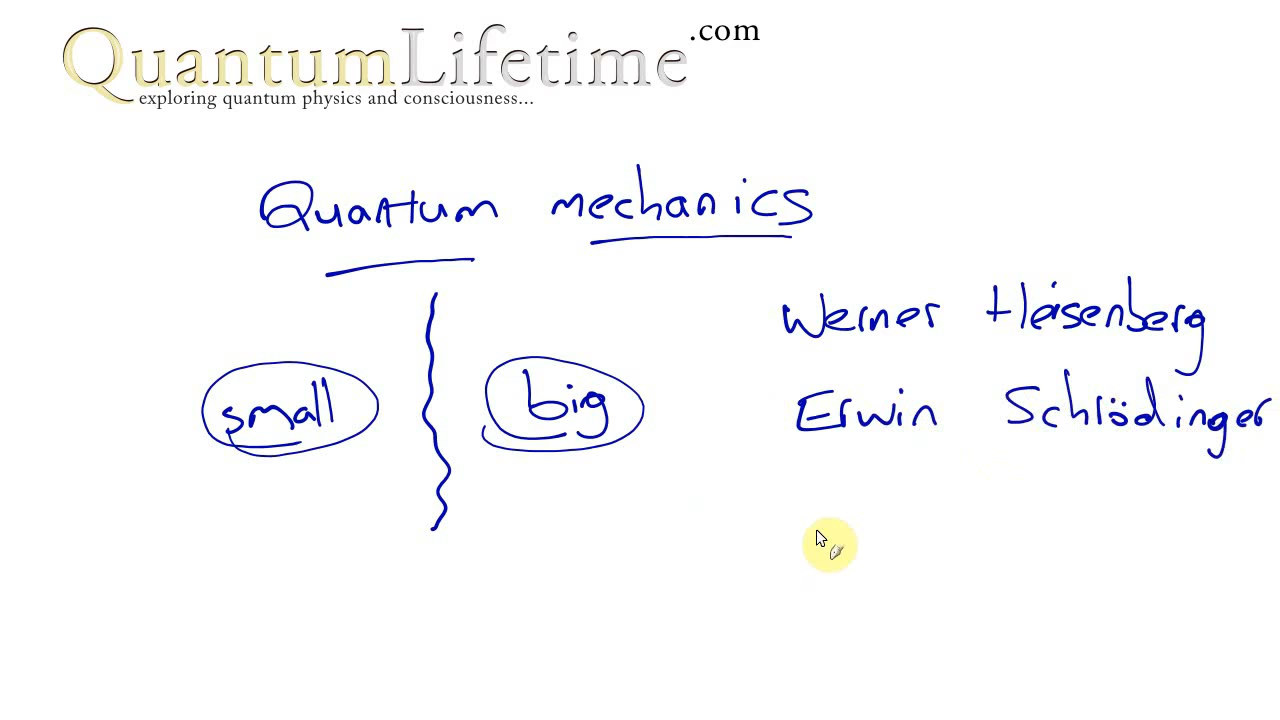 QuantumLifetime.com
exploring quantum physics and consciousness...
Quantum mechanics
Werner Heisenberg
small big
Erwin Schrödinger